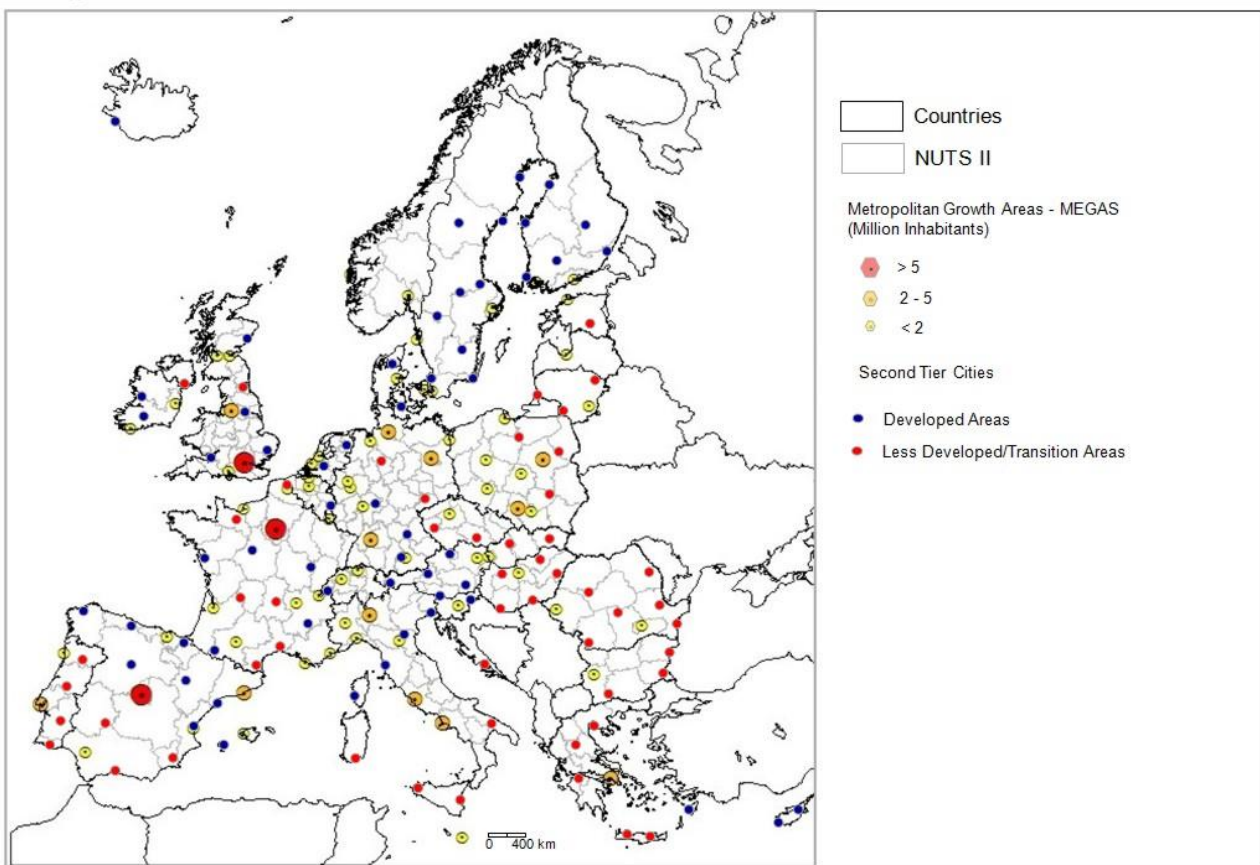 Countries
NUTS II
Metropolitan Growth Areas - MEGAS
(Million Inhabitants)
> 5
2 - 5
< 2
Second Tier Cities
Developed Areas
Less Developed/Transition Areas
0 400 km